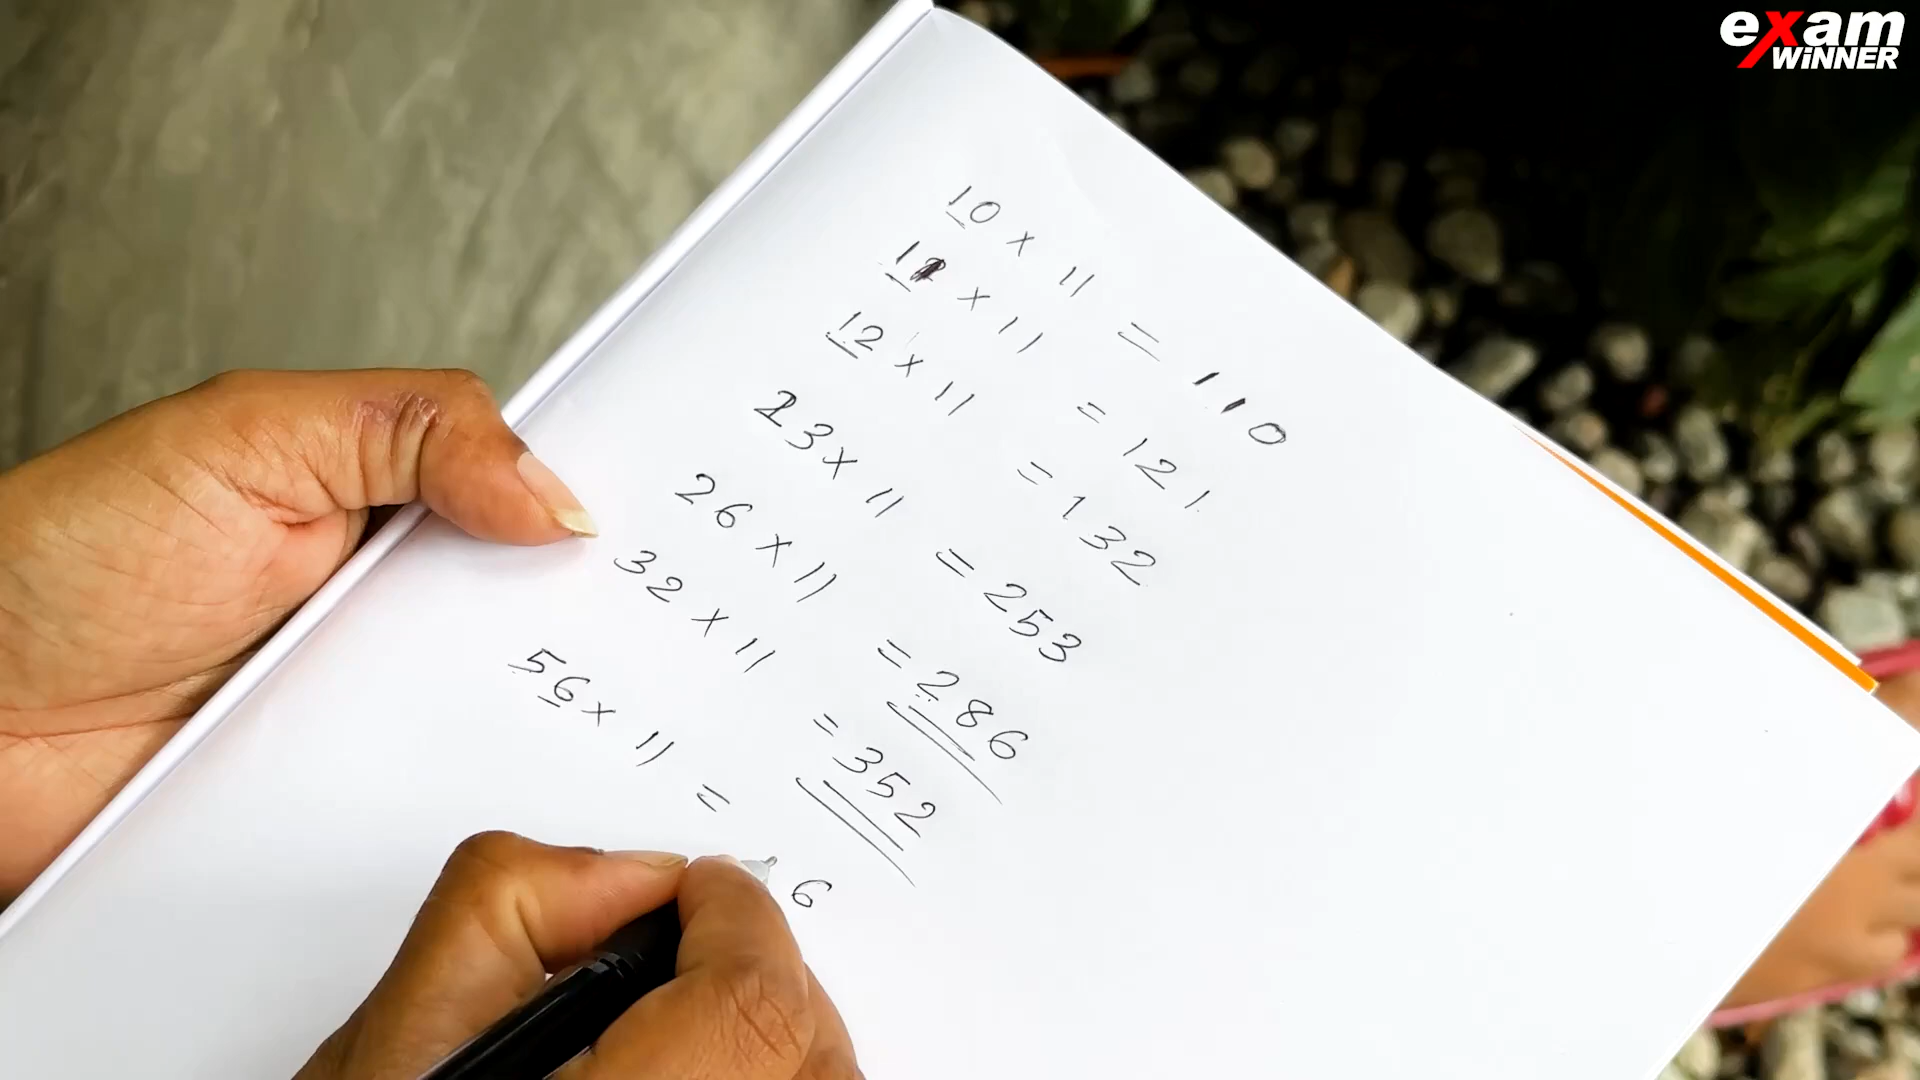 exam
WiNNER
10 x 11 = 110
11 x 11 = 121
12 x 11 = 132
23 x 11 = 253
26 x 11 = 286
32 x 11 = 352
56 x 11 = 6